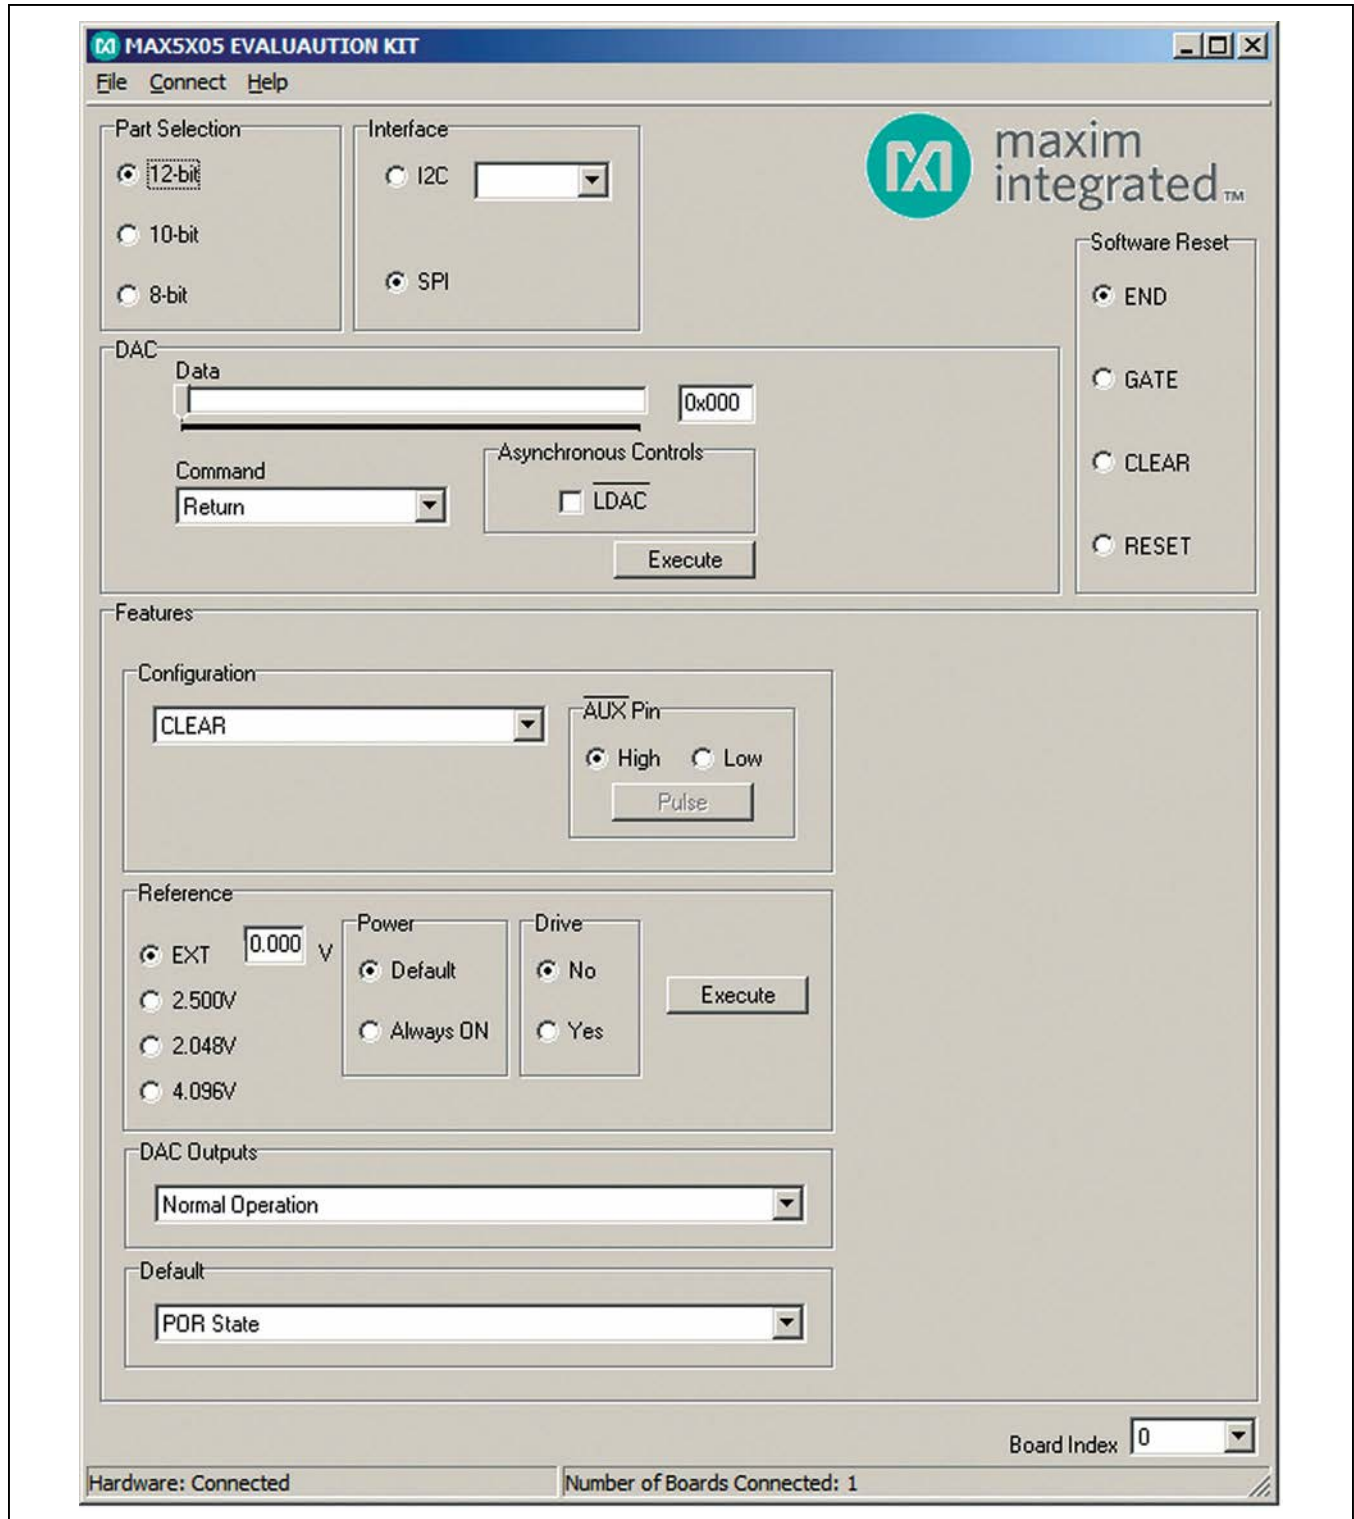 MAX5X05 EVALUAUTION KIT
File Connect Help
Part Selection
12-bit
10-bit
8-bit
Interface
I2C
SPI
maxim
integrated™
Software Reset
END
GATE
CLEAR
RESET
DAC
Data
0x000
Command
Return
Asynchronous Controls
LDAC
Execute
Features
Configuration
CLEAR
AUX Pin
High Low
Pulse
Reference
EXT 0.000 V
2.500V
2.048V
4.096V
Power
Default
Always ON
Drive
No
Yes
Execute
DAC Outputs
Normal Operation
Default
POR State
Board Index 0
Hardware: Connected
Number of Boards Connected: 1